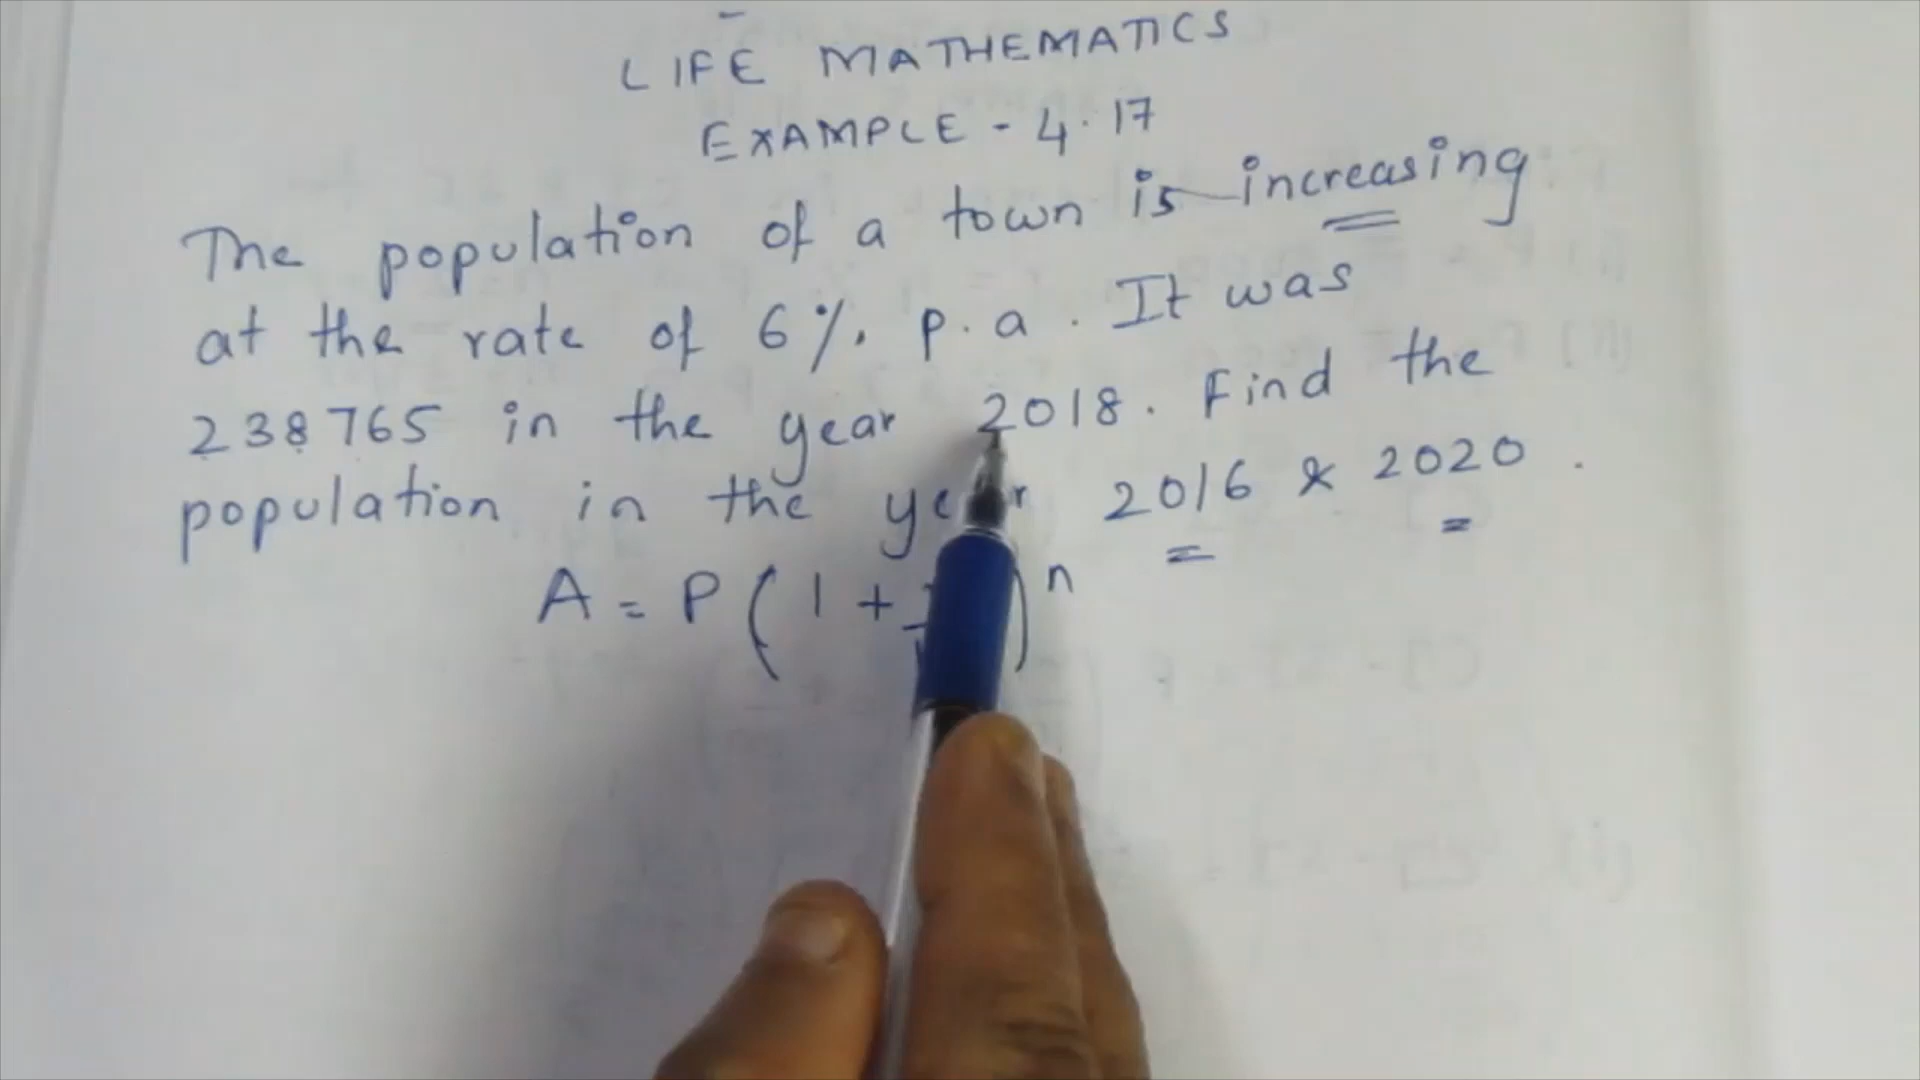 LIFE MATHEMATICS
EXAMPLE - 4.17
The population of a town is increasing
at the rate of 6% p.a. It was
238765 in the year 2018. Find the
population in the year 2016 & 2020.
A = P(1 + )n